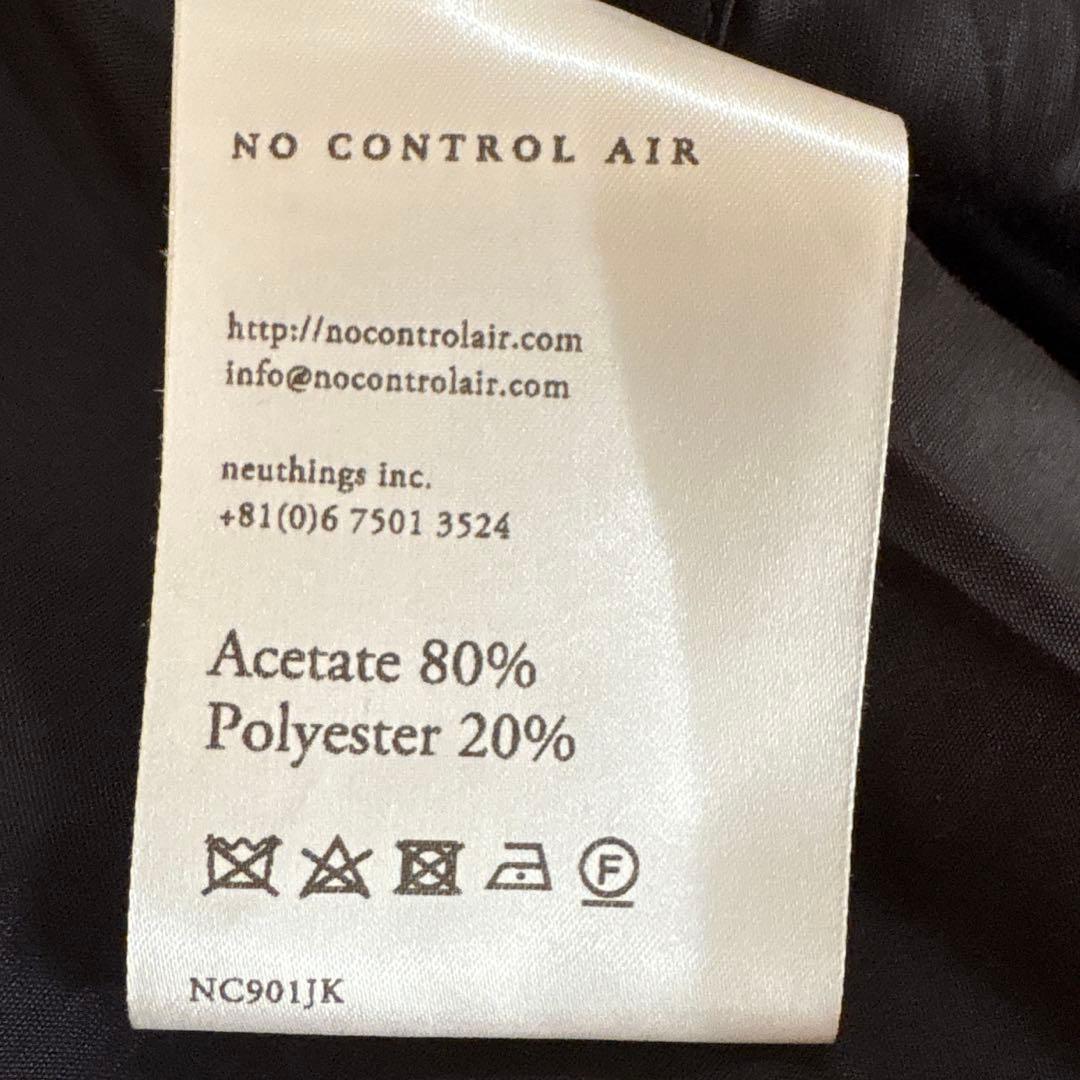 NO CONTROL AIR
http://nocontrolair.com
info@nocontrolair.com
neuthings inc.
+81(0)6 7501 3524
Acetate 80%
Polyester 20%
F
NC901JK